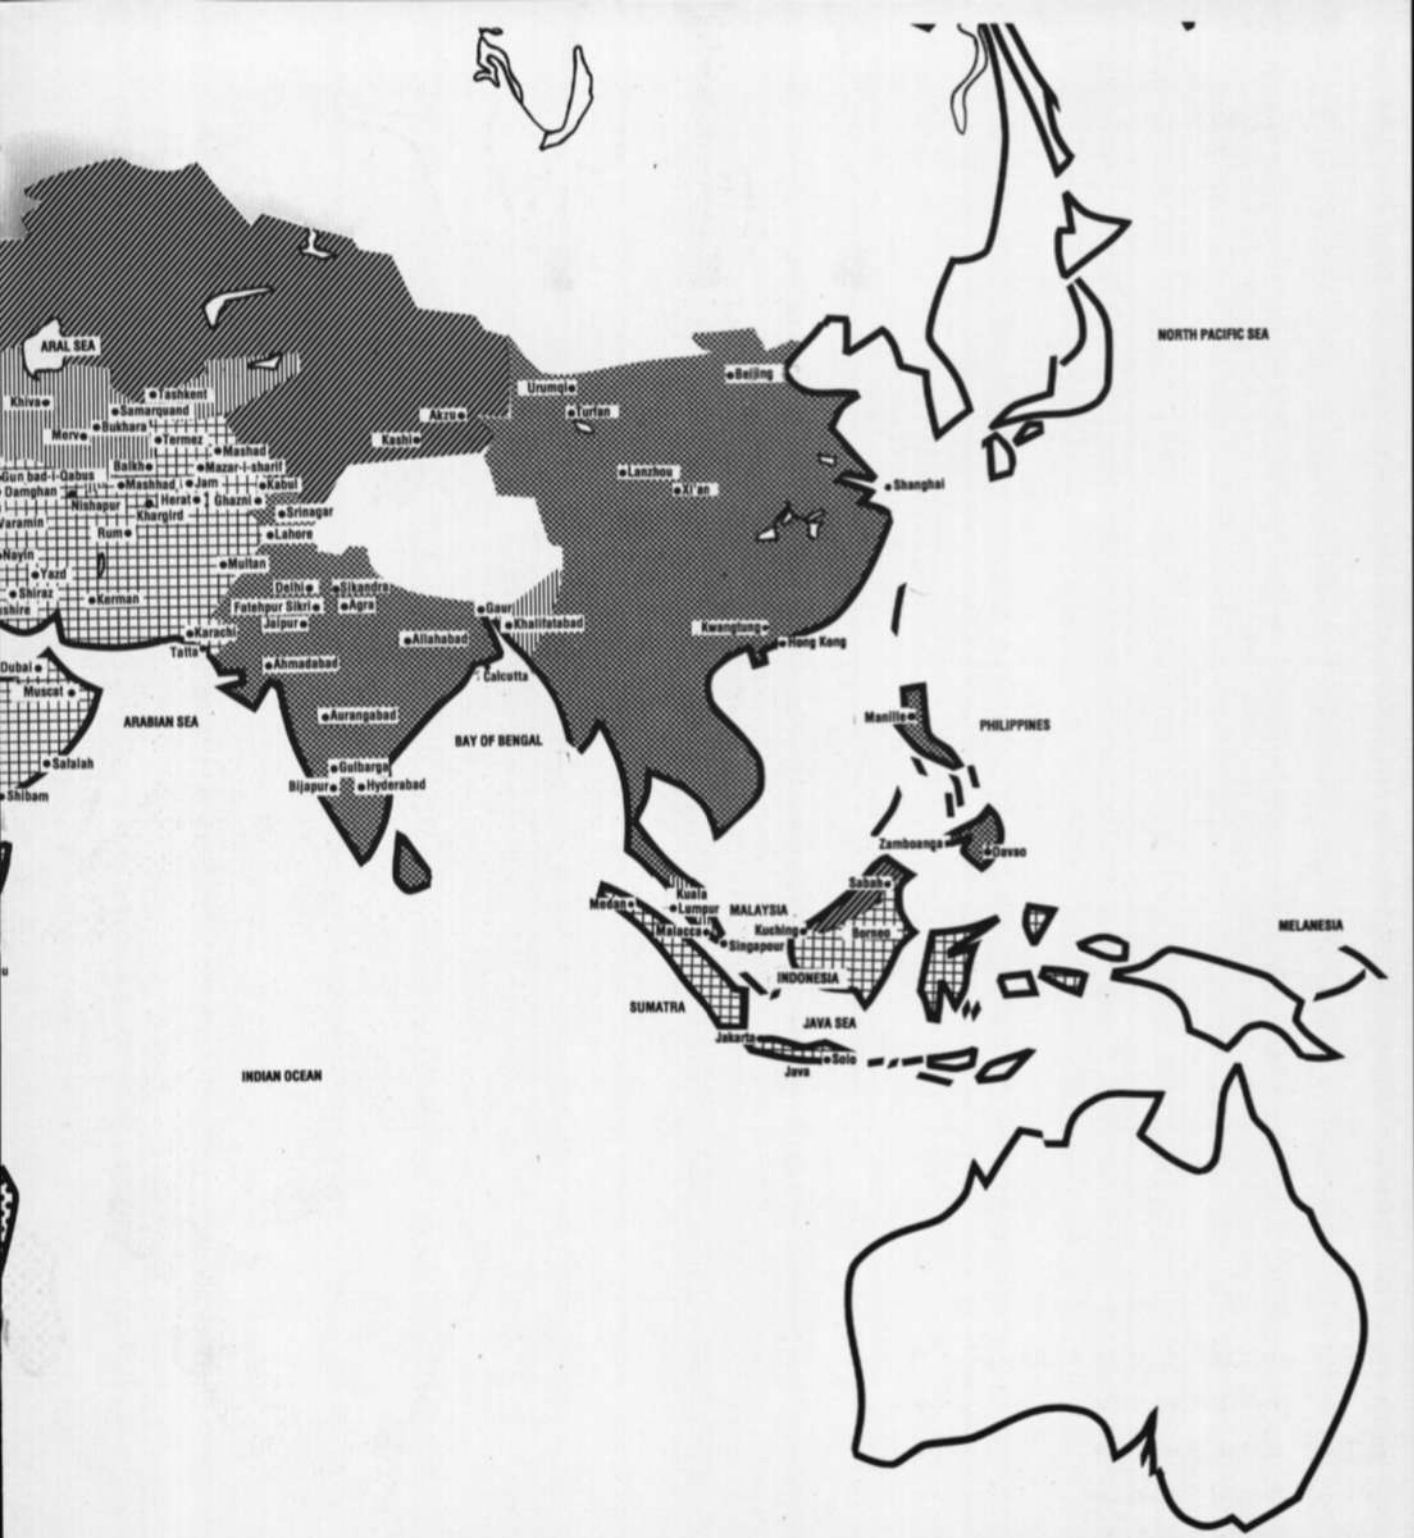 NORTH PACIFIC SEA
ARAL SEA
Beijing
Urumqi
Tashkent
Khiva
Samarquand
Turfan
Akzu
Bukhara
Merv
Termez
Kashi
Mashad
Balkh
Mazar-i-sharif
Lanzhou
Gun bad-i-Qabus
Mashhad
Jam
Kabul
Shanghai
Damghan
Xi'an
Herat
Ghazni
Nishapur
Khargird
Srinagar
Varamin
Rum
Lahore
Nayin
Multan
Yazd
Delhi
Sikandra
Shiraz
Kerman
Fatehpur Sikri
Agra
Gaur
shire
Jaipur
Khalifatabad
Kwangtung
Karachi
Allahabad
Hong Kong
Tatta
Dubai
Ahmadabad
Calcutta
Muscat
Aurangabad
Manille
ARABIAN SEA
PHILIPPINES
BAY OF BENGAL
Salalah
Gulbarga
Bijapur
Hyderabad
Shibam
Zamboanga
Davao
Sabah
Kuala
Lumpur
Medan
MALAYSIA
MELANESIA
Malacca
Kuching
Borneo
Singapour
u
INDONESIA
SUMATRA
JAVA SEA
Jakarta
Solo
Java
INDIAN OCEAN